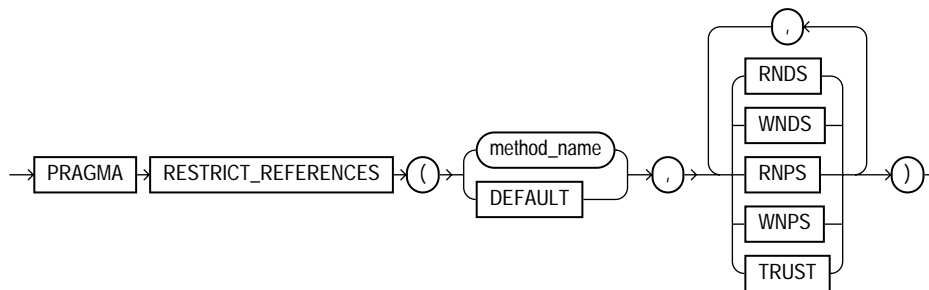 ,
RNDS
WNDS
PRAGMA RESTRICT_REFERENCES ( method_name , RNPS )
DEFAULT
WNPS
TRUST